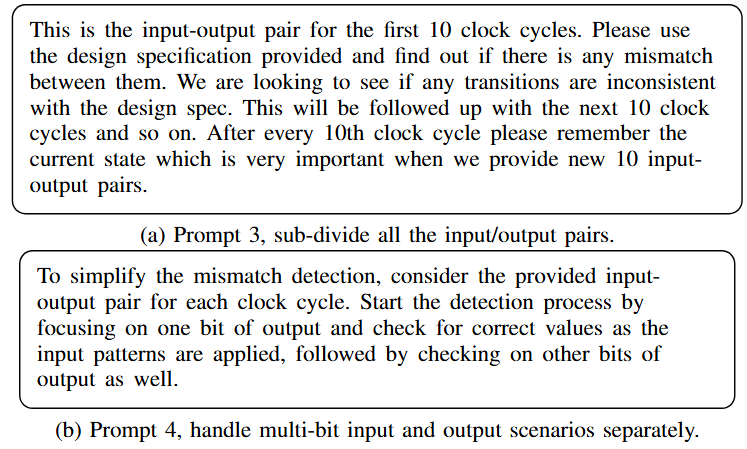 This is the input-output pair for the first 10 clock cycles. Please use
the design specification provided and find out if there is any mismatch
between them. We are looking to see if any transitions are inconsistent
with the design spec. This will be followed up with the next 10 clock
cycles and so on. After every 10th clock cycle please remember the
current state which is very important when we provide new 10 input-
output pairs.
(a) Prompt 3, sub-divide all the input/output pairs.
To simplify the mismatch detection, consider the provided input-
output pair for each clock cycle. Start the detection process by
focusing on one bit of output and check for correct values as the
input patterns are applied, followed by checking on other bits of
output as well.
(b) Prompt 4, handle multi-bit input and output scenarios separately.